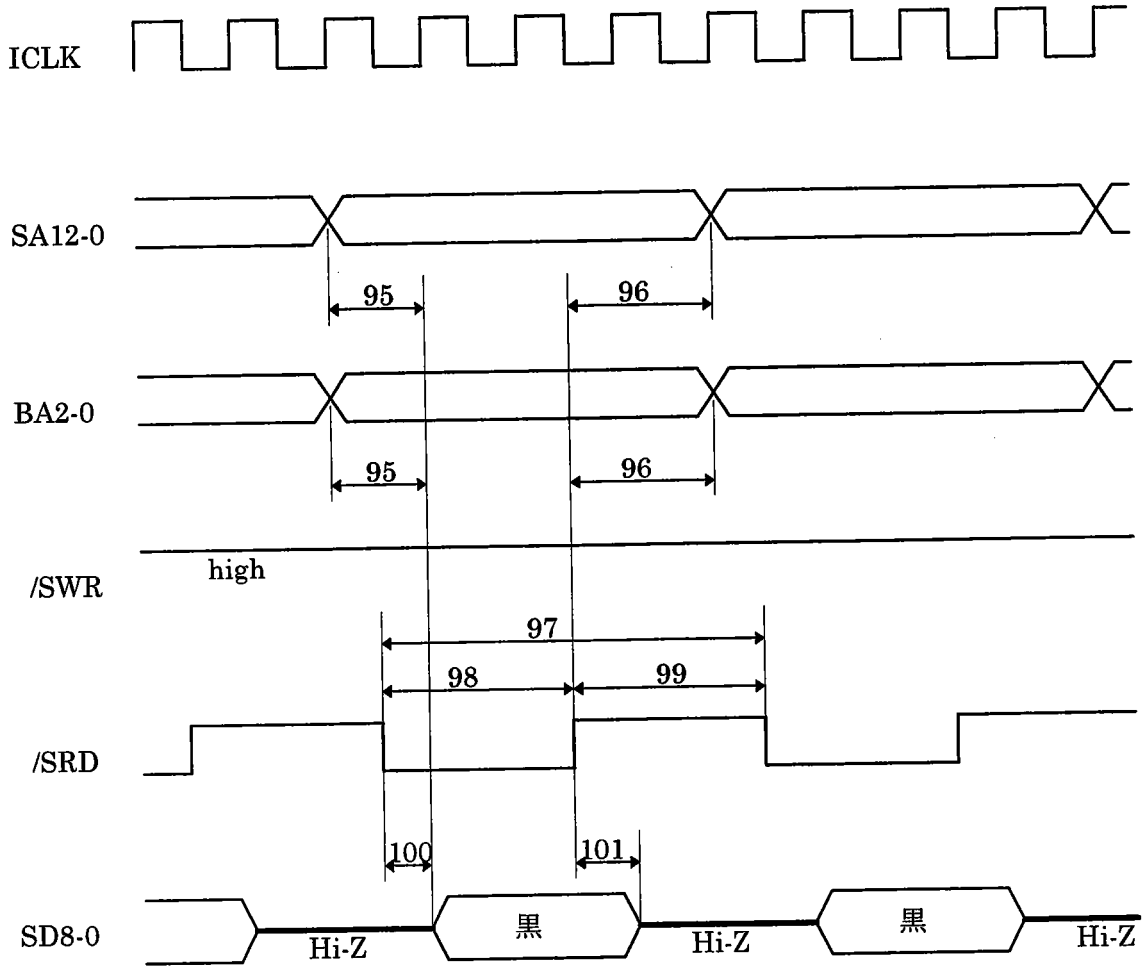 ICLK
SA12-0
95
96
BA2-0
95
96
/SWR
high
97
98
99
/SRD
100
101
SD8-0
Hi-Z
黒
Hi-Z
黒
Hi-Z